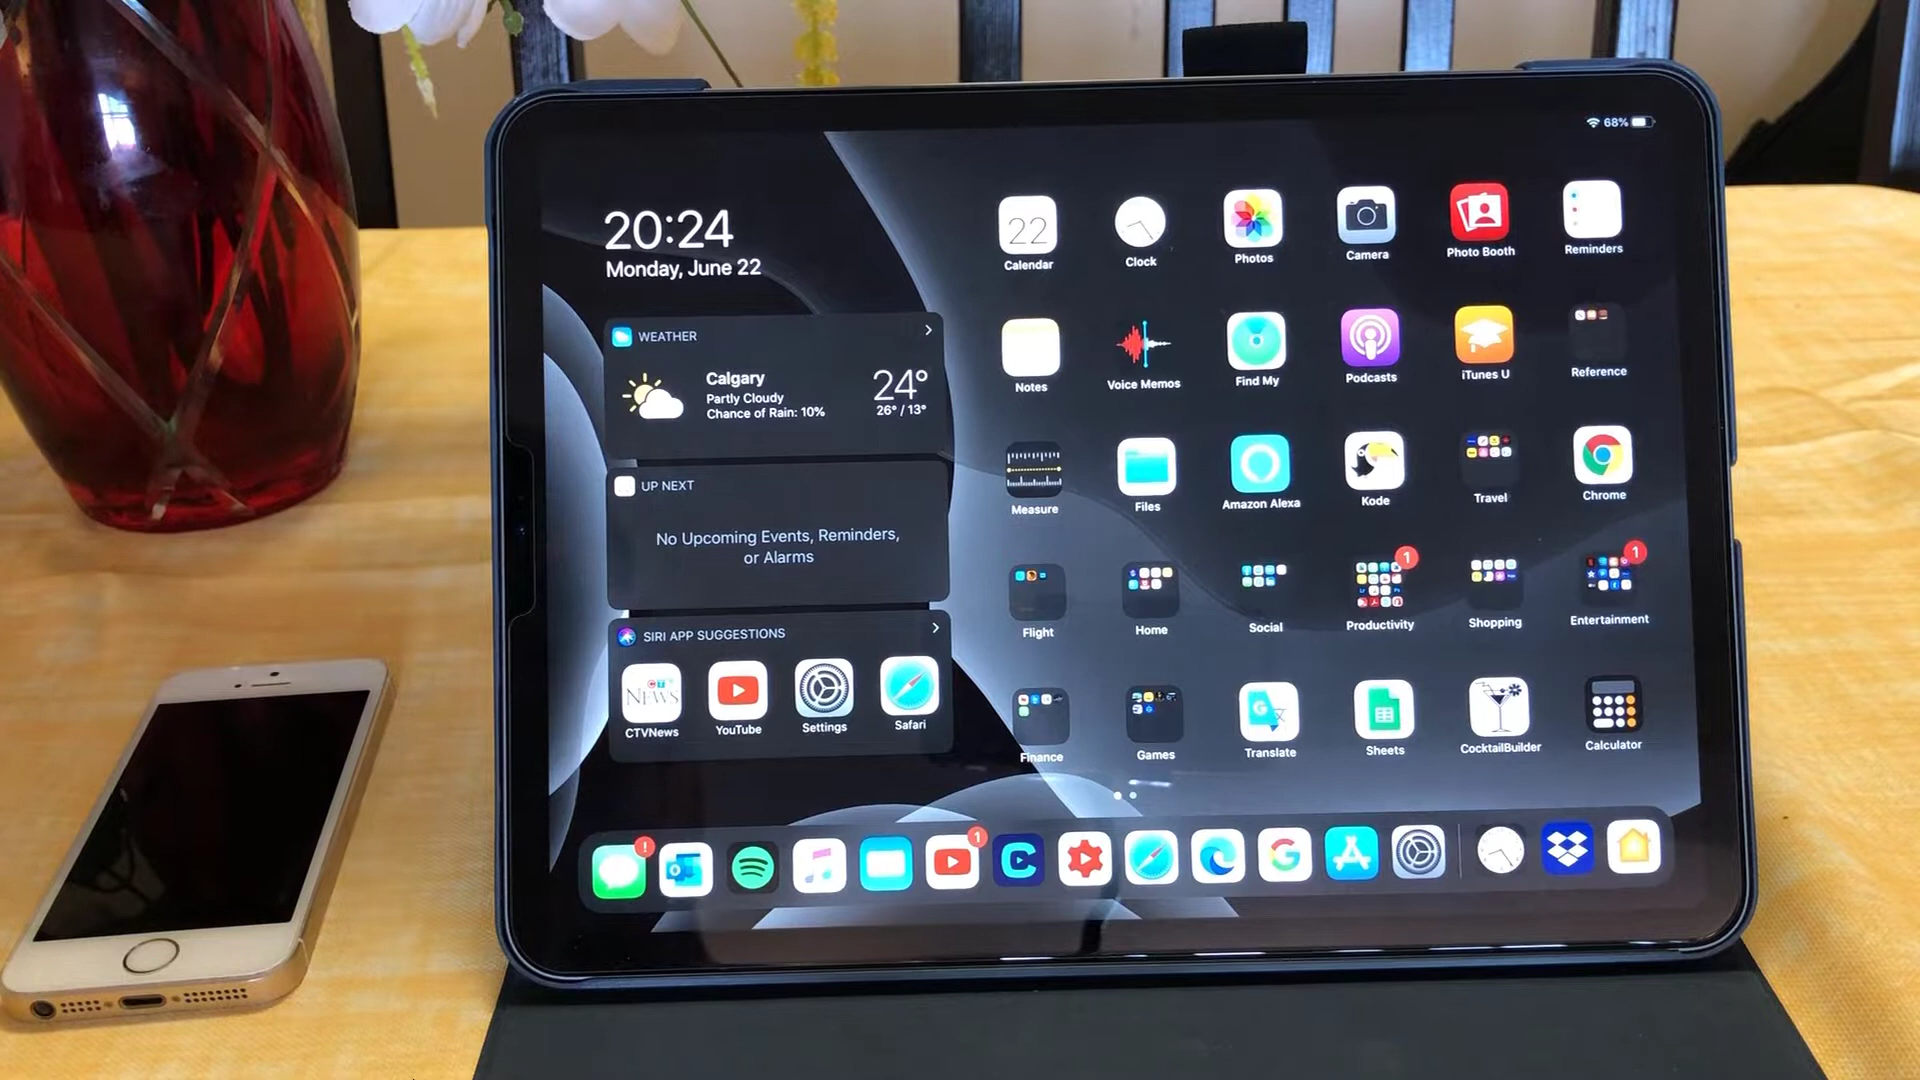 68%
20:24
Monday, June 22
WEATHER
Calgary
Partly Cloudy
Chance of Rain: 10%
24°
26° / 13°
UP NEXT
No Upcoming Events, Reminders,
or Alarms
SIRI APP SUGGESTIONS
CTV
NEWS
CTVNews
YouTube
Settings
Safari
22
Calendar
Clock
Photos
Camera
Photo Booth
Reminders
Notes
Voice Memos
Find My
Podcasts
iTunes U
Reference
Measure
Files
Amazon Alexa
Kode
Travel
Chrome
Flight
Home
Social
1
Productivity
Shopping
1
Entertainment
Finance
Games
G
Translate
Sheets
CocktailBuilder
Calculator
!
1
C
G